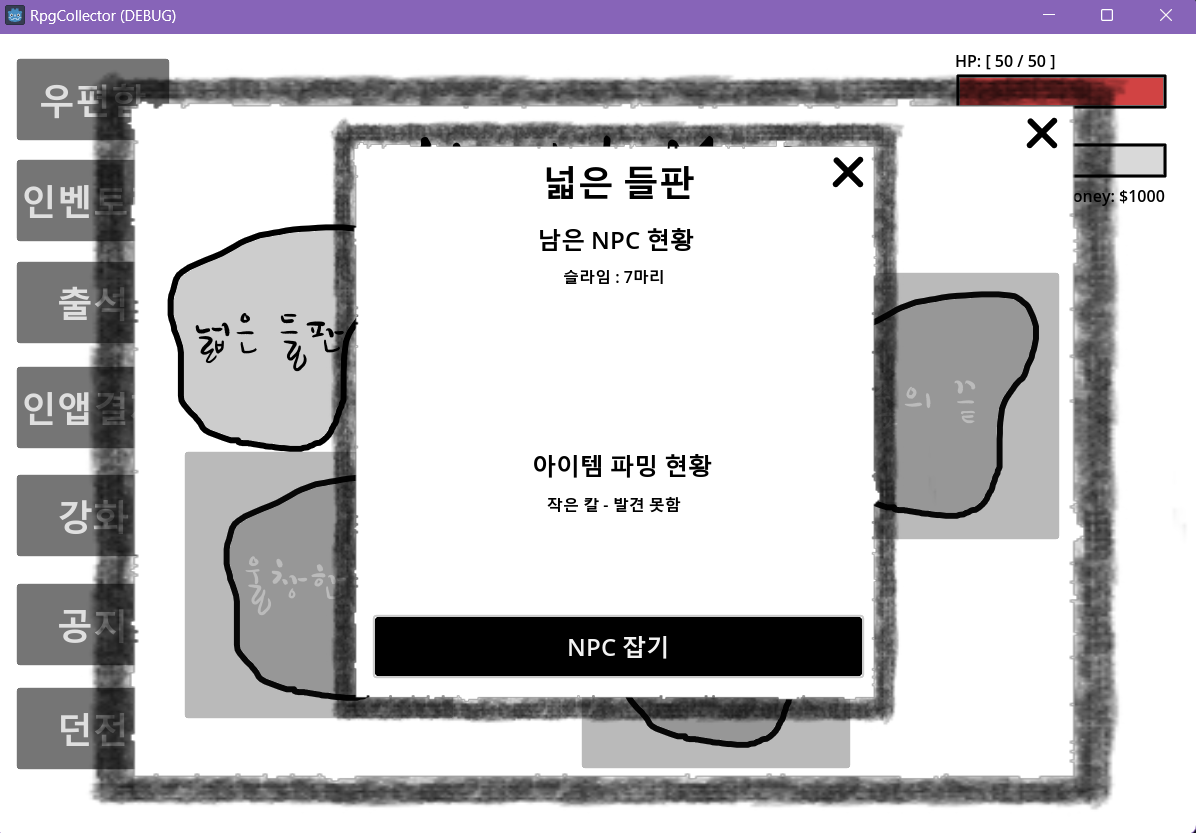 RpgCollector (DEBUG)
HP: [ 50 / 50 ]
oney: $1000
우편함
인벤토
출석
인앱결
강화
공지
던전
넓은 들판
울창한
의 끝
넓은 들판
남은 NPC 현황
슬라임 : 7마리
아이템 파밍 현황
작은 칼 - 발견 못함
NPC 잡기